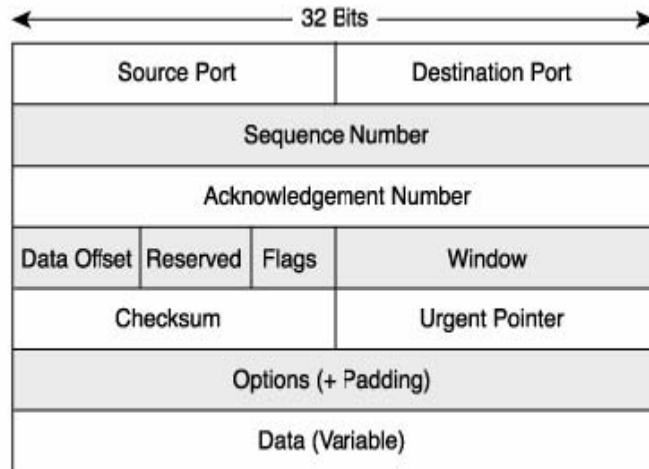 32 Bits
Source Port Destination Port
Sequence Number
Acknowledgement Number
Data Offset Reserved Flags Window
Checksum Urgent Pointer
Options (+ Padding)
Data (Variable)